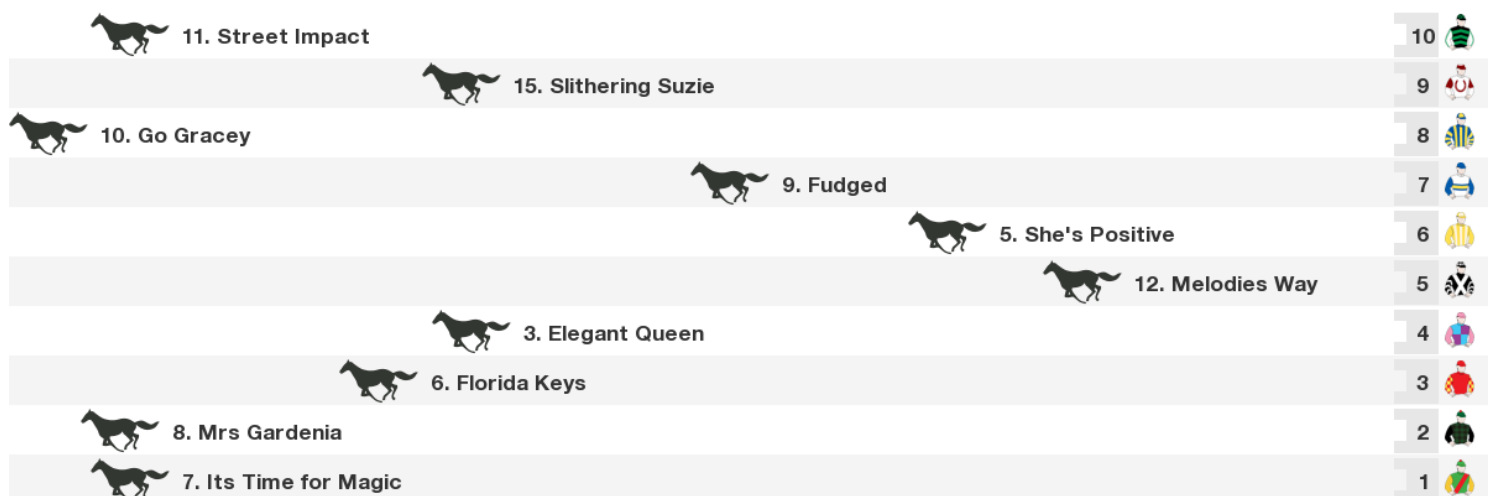 11. Street Impact 10
15. Slithering Suzie 9
10. Go Gracey 8
9. Fudged 7
5. She's Positive 6
12. Melodies Way 5
3. Elegant Queen 4
6. Florida Keys 3
8. Mrs Gardenia 2
7. Its Time for Magic 1